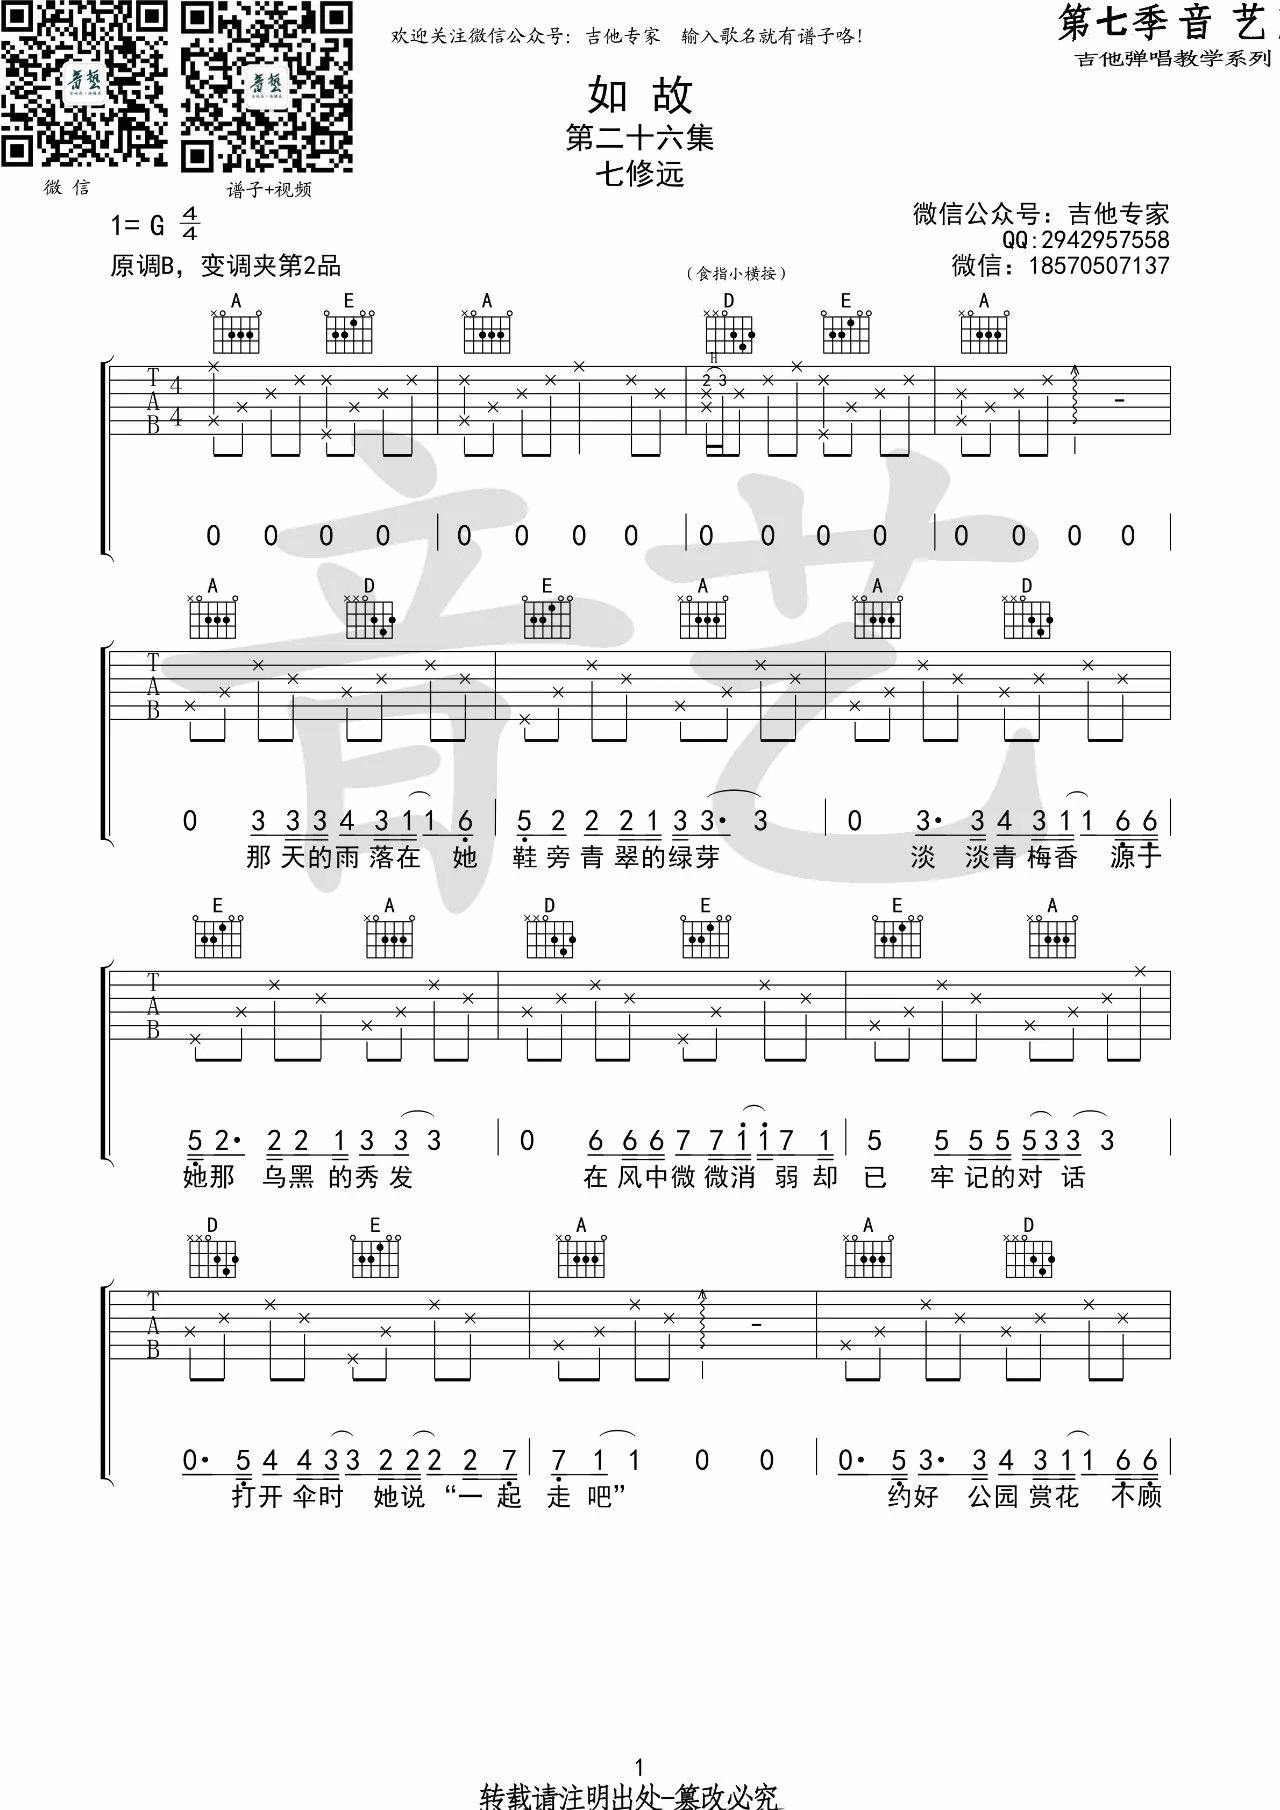 欢迎关注微信公众号：吉他专家 输入歌名就有谱子咯！
第七季音艺
吉他弹唱教学系列
音艺
音艺
微信
谱子+视频
如故
第二十六集
七修远
1= G 4/4
原调B，变调夹第2品
微信公众号：吉他专家
QQ:2942957558
微信：18570507137
（食指小横按）
A E A D E A
H
2 3
T A B 4 4
0 0 0 0 0 0 0 0 0 0 0 0 0 0 0 0
A D E A A D
T A B
0 3 3 3 4 3 1 1 6 5 2 2 2 1 3 3· 3 0 3· 3 4 3 1 1 6 6
那 天的雨 落在 她 鞋旁青翠的绿芽 淡 淡青梅香 源于
E A D E E A
T A B
5 2· 2 2 1 3 3 3 0 6 6 6 7 7 1 1 7 1 5 5 5 5 5 3 3 3
她那 乌黑的秀发 在风中微微消 弱却 已 牢记的对 话
D E A A D
T A B
0· 5 4 4 3 3 2 2 2 2 7 7 1 1 0 0 0· 5 3· 3 4 3 1 1 6 6
打开伞时 她说“一 起 走 吧” 约好 公园赏花 不顾
音艺
1
转载请注明出处-篡改必究